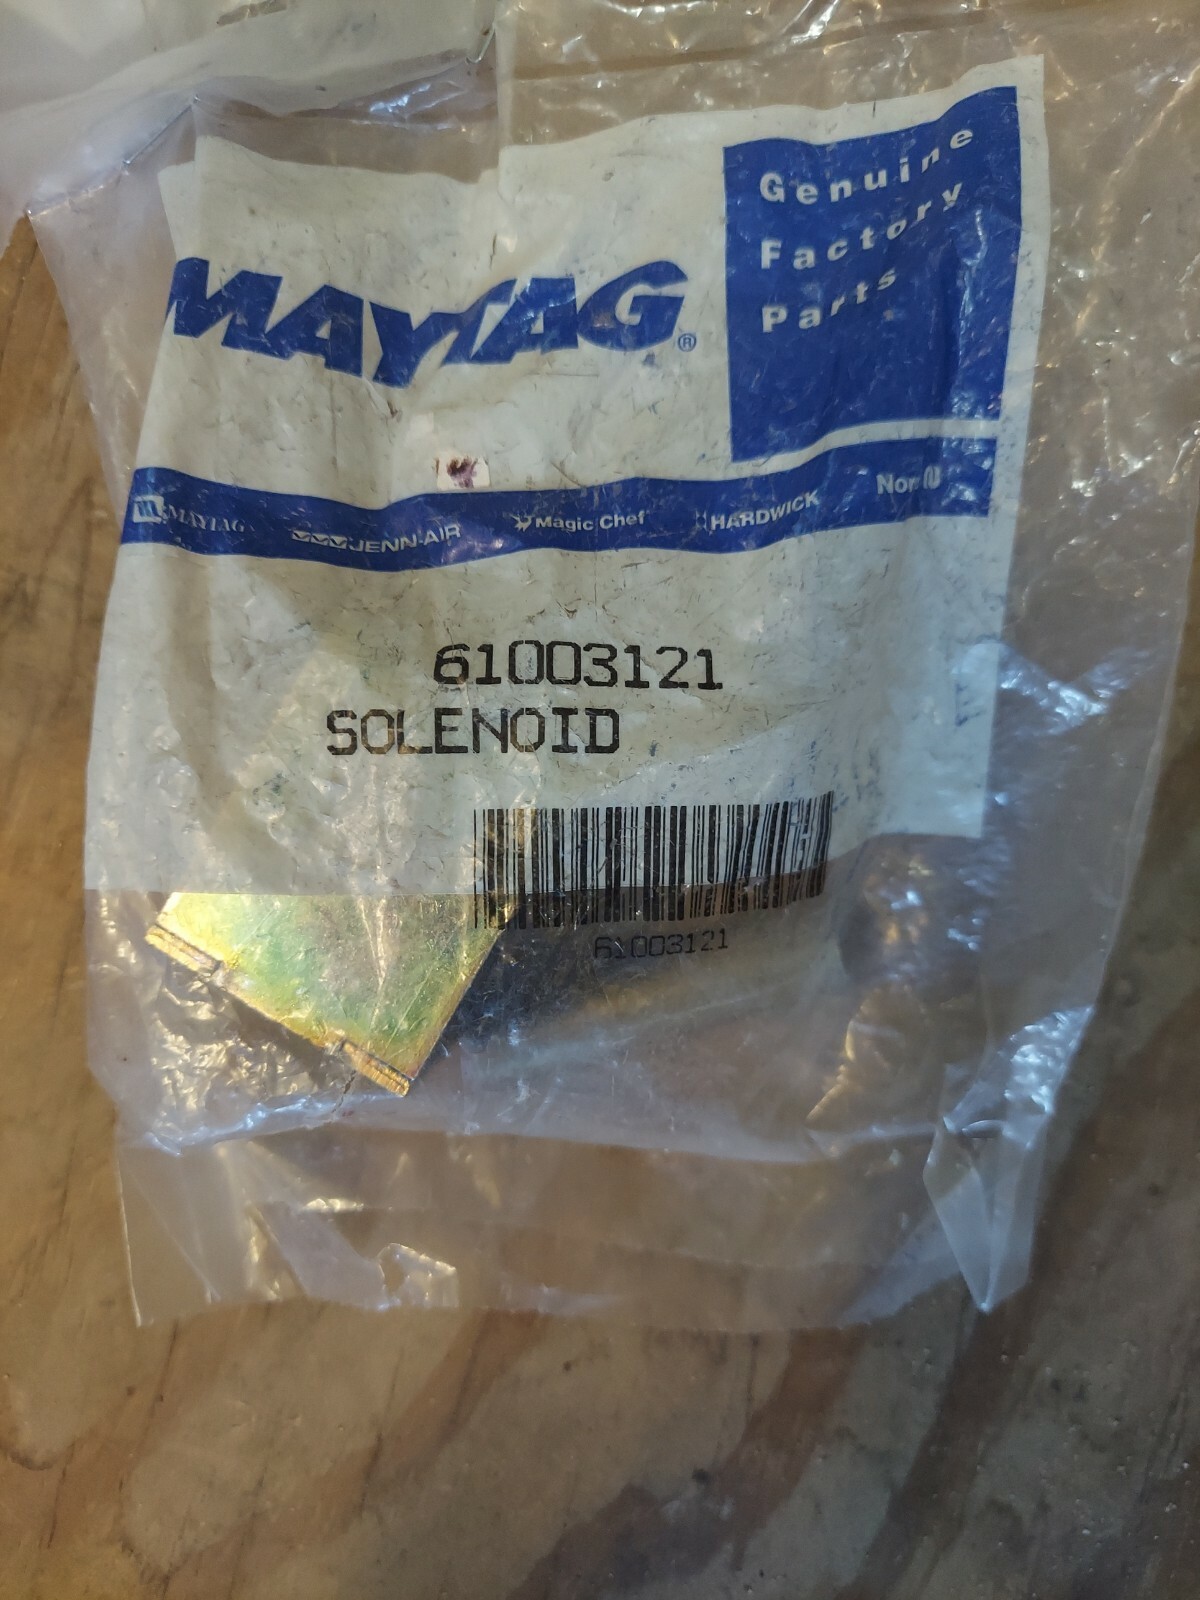 Genuine
Factory
Parts
MAYTAG®
MAYTAG JENN-AIR Magic Chef HARDWICK
61003121
SOLENOID
61003121